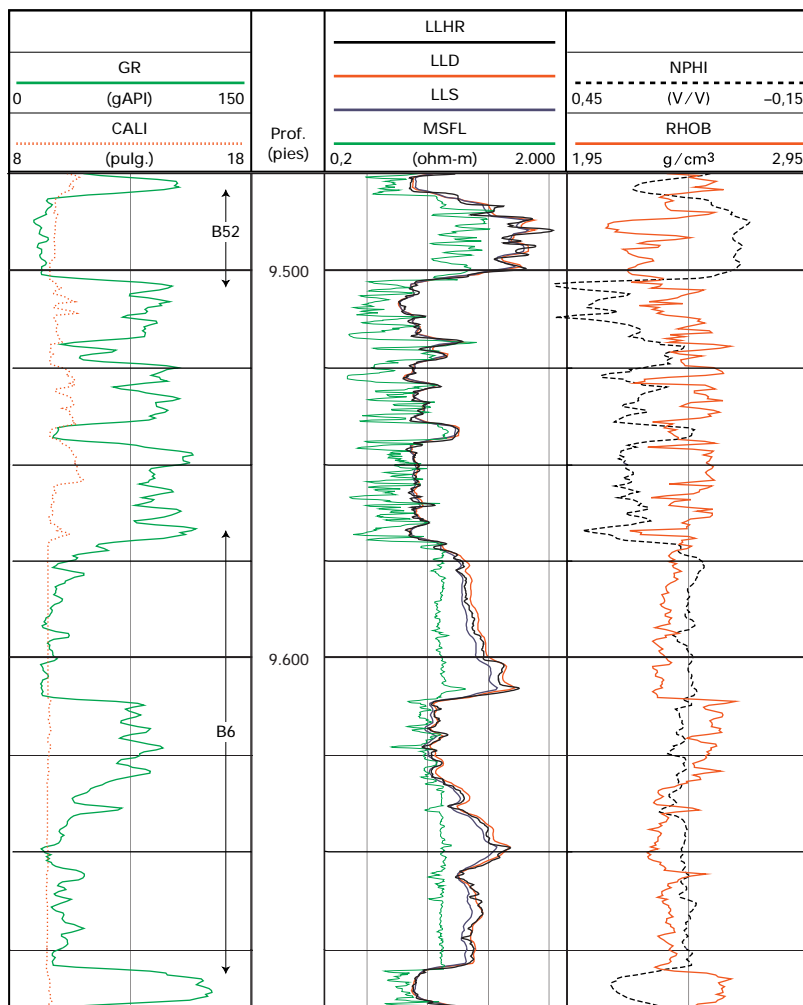 GR
0 (gAPI) 150
CALI
8 (pulg.) 18
Prof.
(pies)
LLHR
LLD
LLS
MSFL
0,2 (ohm-m) 2.000
NPHI
0,45 (V/V) –0,15
RHOB
1,95 g/cm³ 2,95
B52
9.500
9.600
B6